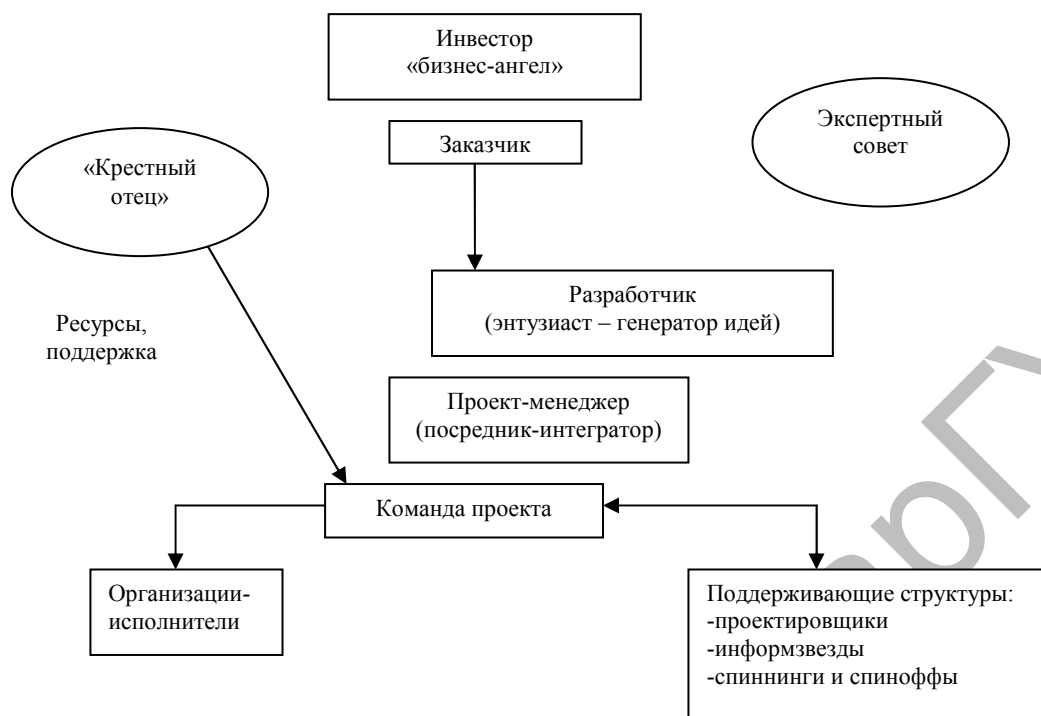 Инвестор
«бизнес-ангел»
Заказчик
Экспертный
совет
«Крестный
отец»
Разработчик
(энтузиаст – генератор идей)
Ресурсы,
поддержка
Проект-менеджер
(посредник-интегратор)
Команда проекта
Организации-
исполнители
Поддерживающие структуры:
-проектировщики
-информзвезды
-спиннинги и спиноффы